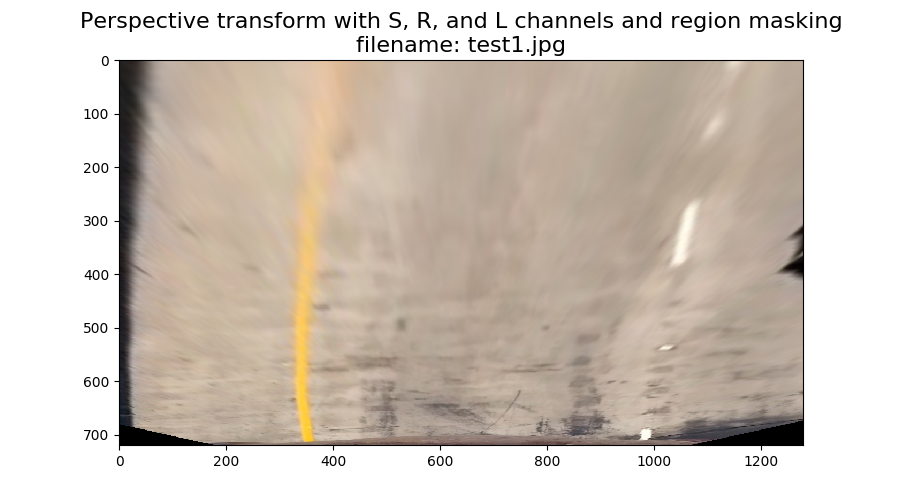 Perspective transform with S, R, and L channels and region masking
filename: test1.jpg
0
100
200
300
400
500
600
700
0 200 400 600 800 1000 1200